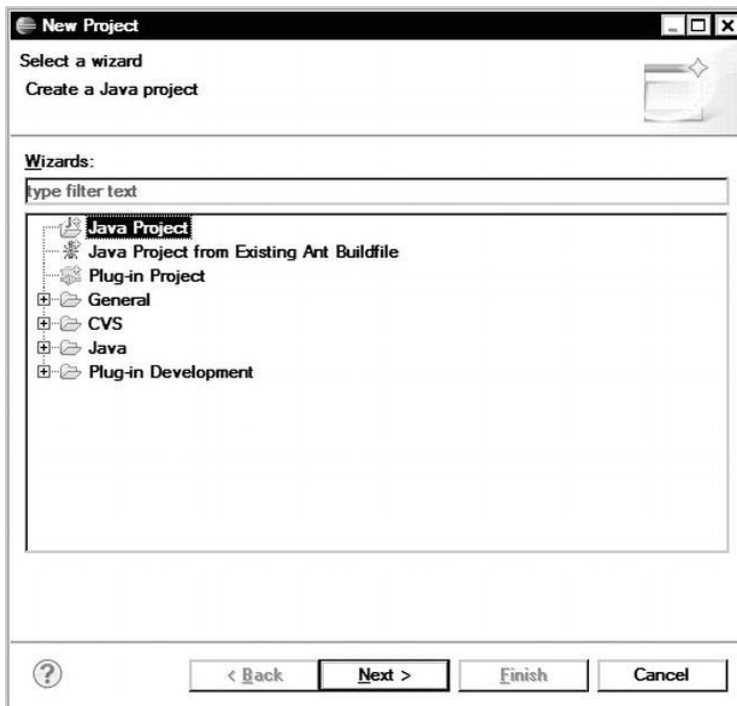 New Project
Select a wizard
Create a Java project
Wizards:
type filter text
Java Project
Java Project from Existing Ant Buildfile
Plug-in Project
General
CVS
Java
Plug-in Development
? < Back Next > Finish Cancel